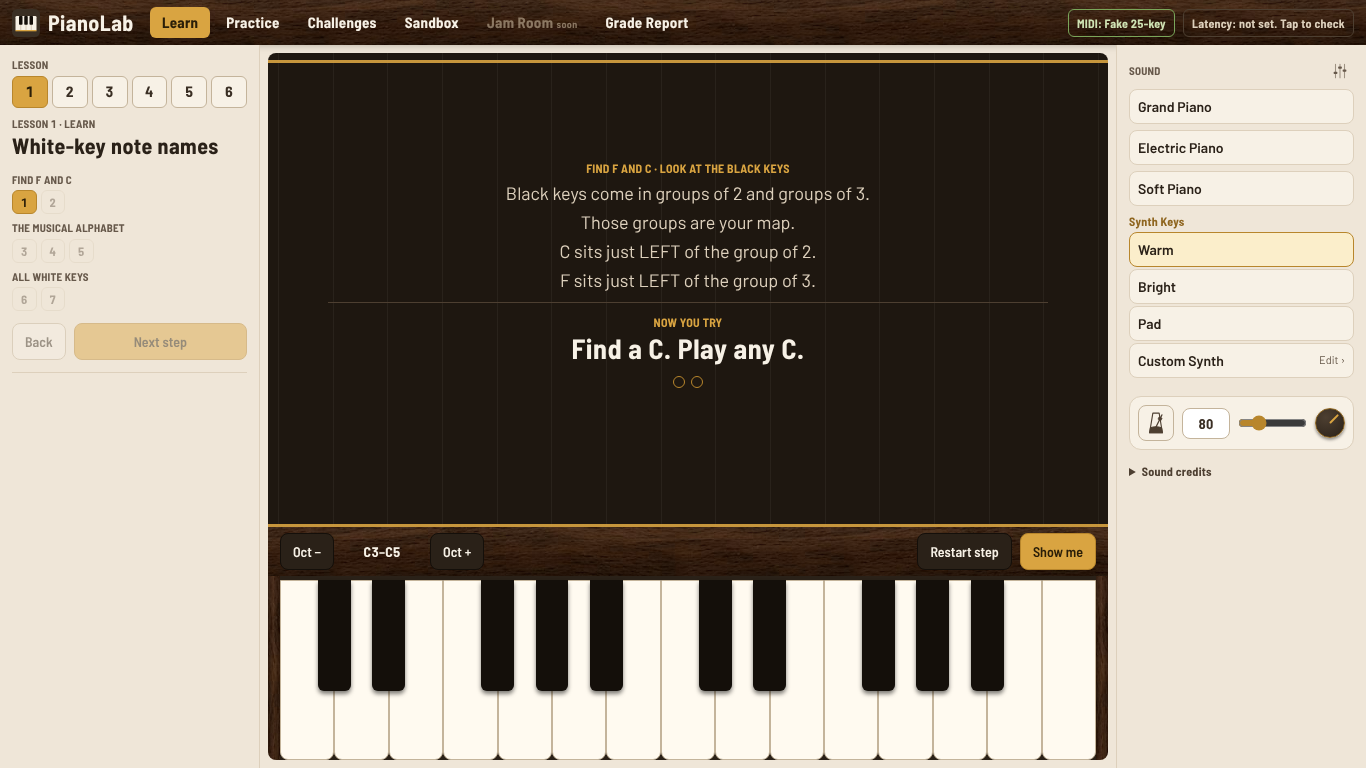 PianoLab
Learn
Practice
Challenges
Sandbox
Jam Room soon
Grade Report
MIDI: Fake 25-key
Latency: not set. Tap to check
LESSON
1 2 3 4 5 6
LESSON 1 · LEARN
White-key note names
FIND F AND C
1 2
THE MUSICAL ALPHABET
3 4 5
ALL WHITE KEYS
6 7
Back
Next step
FIND F AND C · LOOK AT THE BLACK KEYS
Black keys come in groups of 2 and groups of 3.
Those groups are your map.
C sits just LEFT of the group of 2.
F sits just LEFT of the group of 3.
NOW YOU TRY
Find a C. Play any C.
Oct –
C3–C5
Oct +
Restart step
Show me
SOUND
Grand Piano
Electric Piano
Soft Piano
Synth Keys
Warm
Bright
Pad
Custom Synth
Edit ›
80
Sound credits